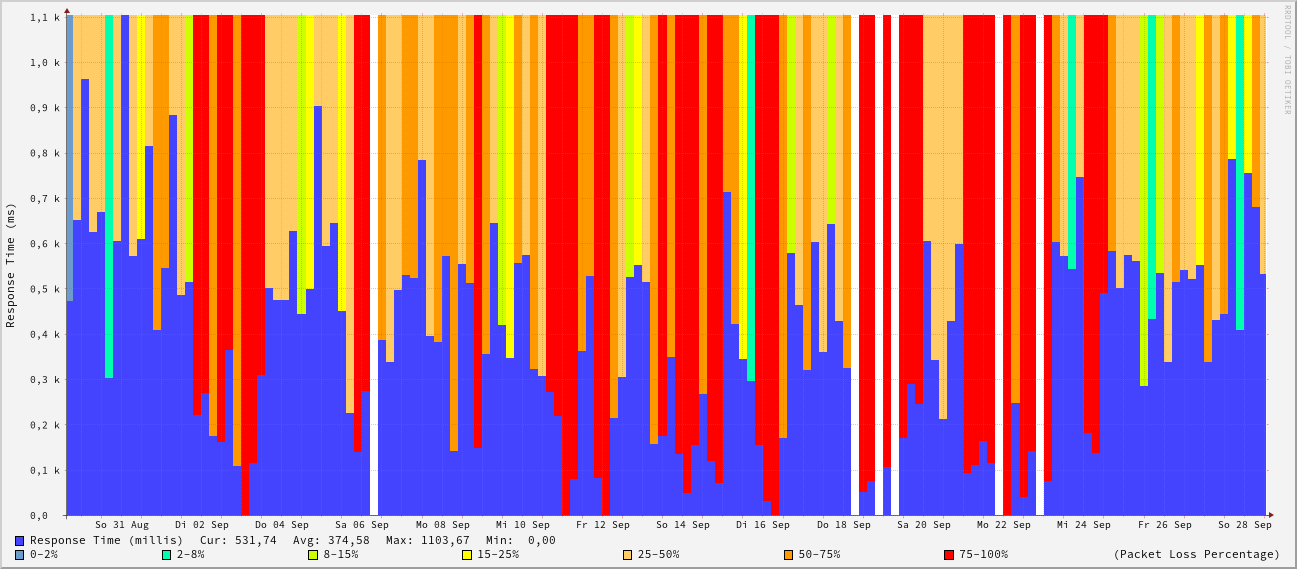 RRDTOOL / TOBI OETIKER
Response Time (ms)
1,1 k
1,0 k
0,9 k
0,8 k
0,7 k
0,6 k
0,5 k
0,4 k
0,3 k
0,2 k
0,1 k
0,0
So 31 Aug Di 02 Sep Do 04 Sep Sa 06 Sep Mo 08 Sep Mi 10 Sep Fr 12 Sep So 14 Sep Di 16 Sep Do 18 Sep Sa 20 Sep Mo 22 Sep Mi 24 Sep Fr 26 Sep So 28 Sep
Response Time (millis) Cur: 531,74 Avg: 374,58 Max: 1103,67 Min: 0,00
0-2% 2-8% 8-15% 15-25% 25-50% 50-75% 75-100% (Packet Loss Percentage)